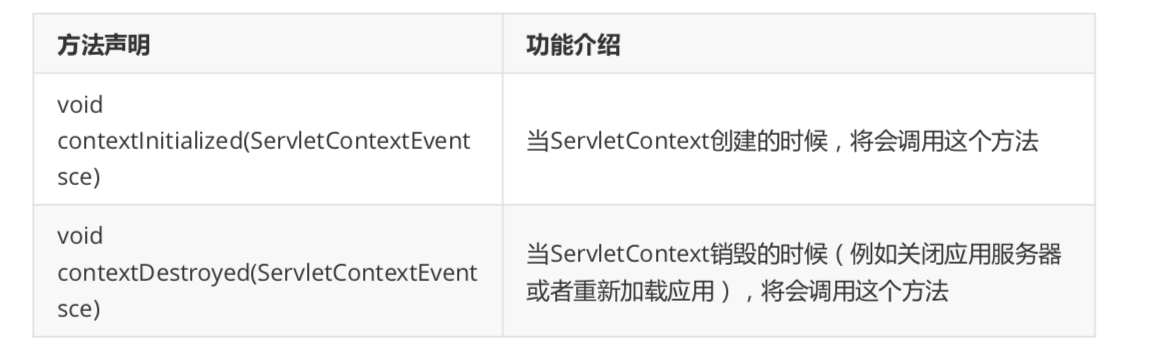 方法声明
功能介绍
void
contextInitialized(ServletContextEvent
sce)
当ServletContext创建的时候，将会调用这个方法
void
contextDestroyed(ServletContextEvent
sce)
当ServletContext销毁的时候（例如关闭应用服务器
或者重新加载应用），将会调用这个方法